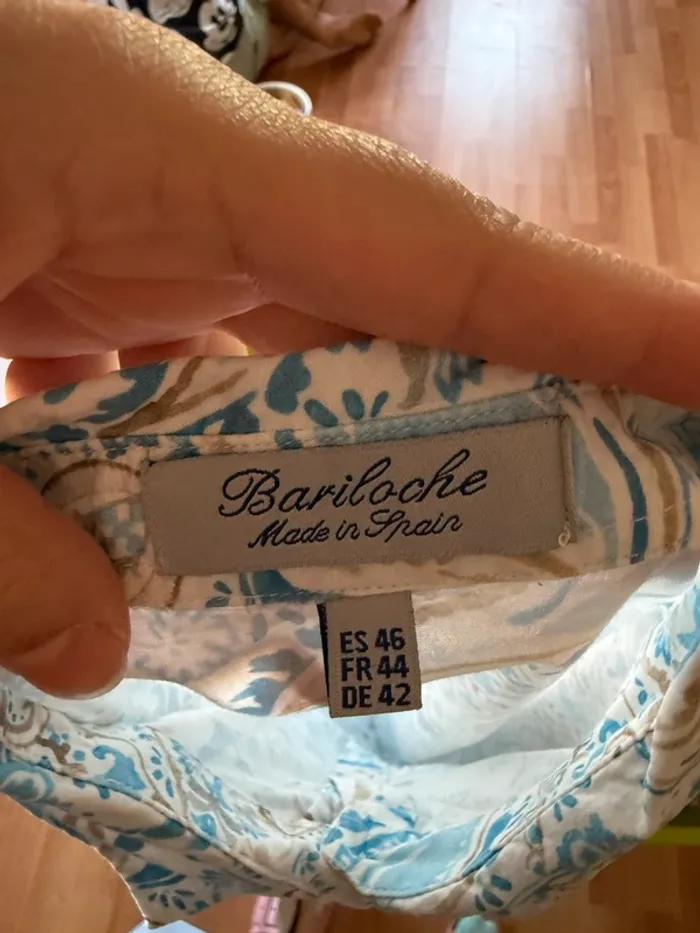 Bariloche
Made in Spain
ES 46
FR 44
DE 42